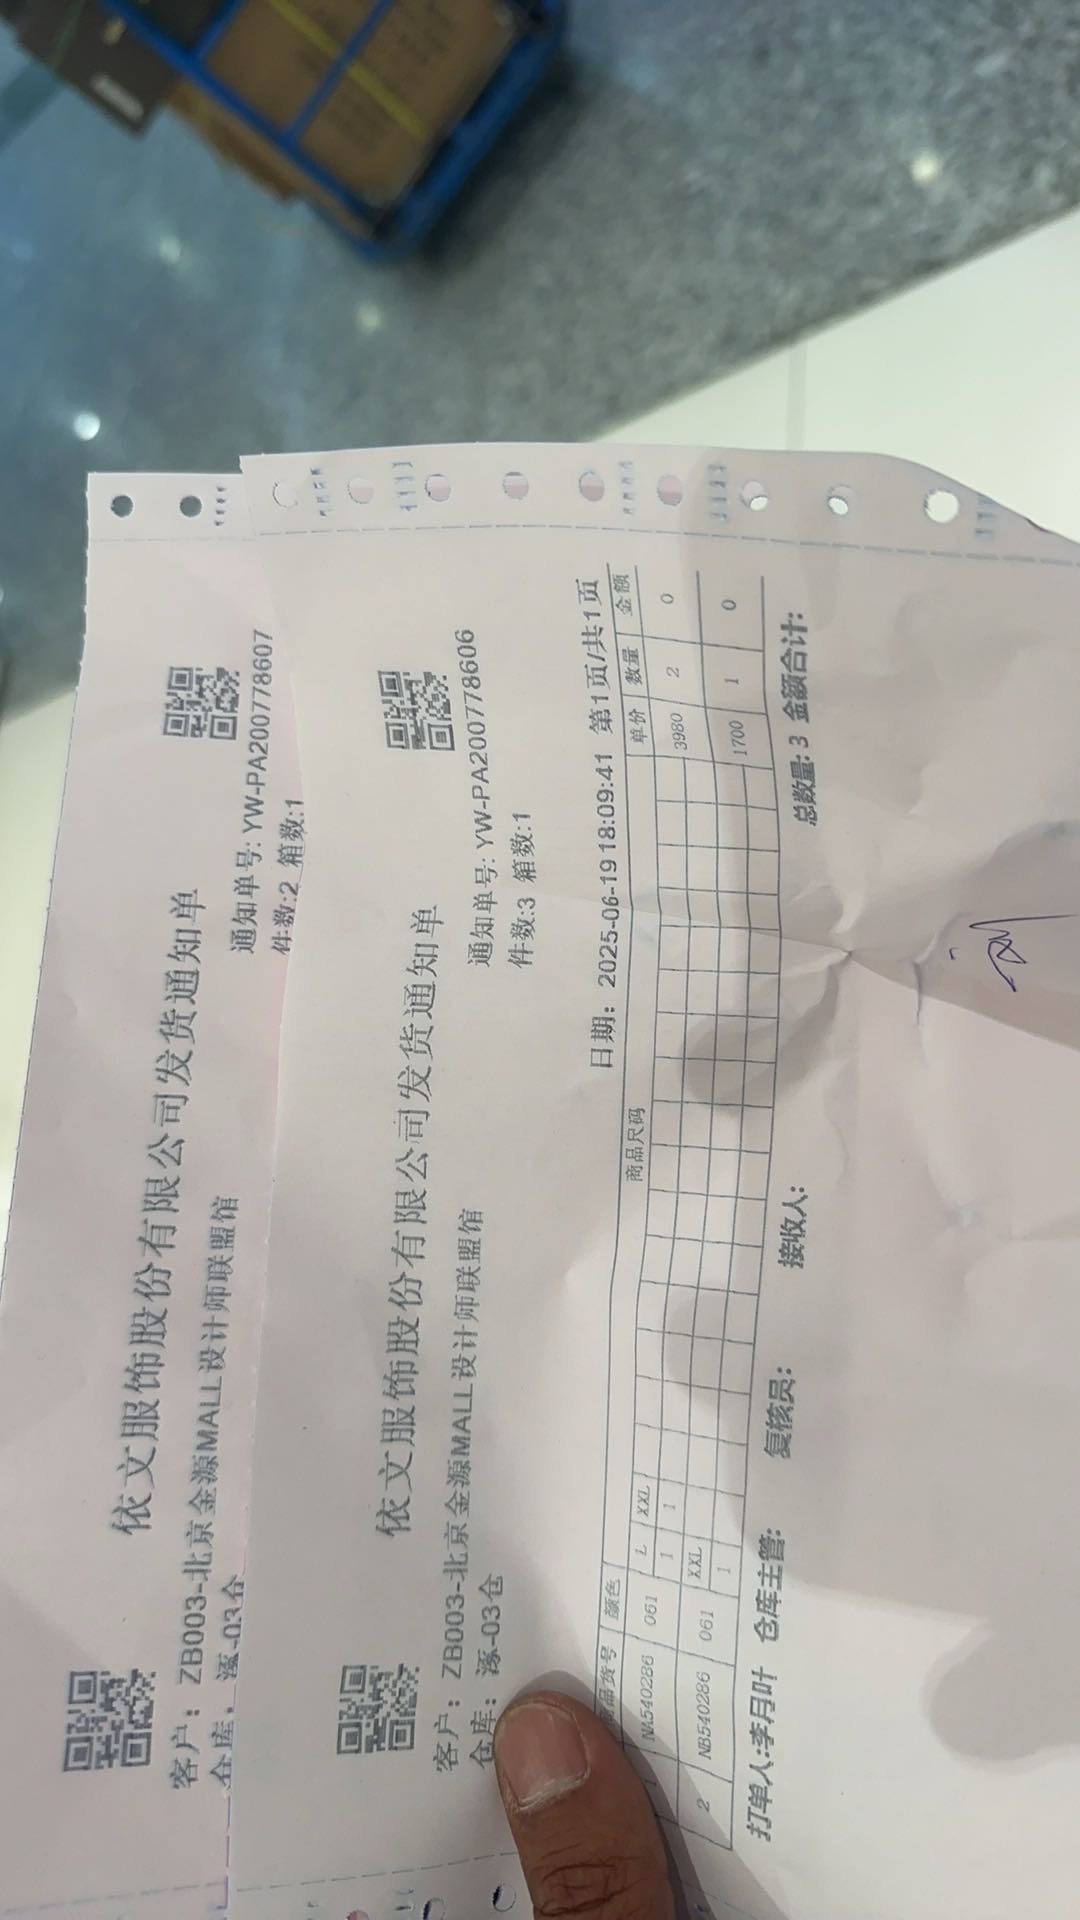 依文服饰股份有限公司发货通知单
客户：ZB003-北京金源MALL设计师联盟馆
通知单号: YW-PA200778607
仓库：涿-03仓
件数:2 箱数:1
依文服饰股份有限公司发货通知单
客户：ZB003-北京金源MALL设计师联盟馆
通知单号: YW-PA200778606
仓库：涿-03仓
件数:3 箱数:1
日期：2025-06-19 18:09:41 第1页/共1页
商品货号 颜色 商品尺码 单价 数量 金额
L XXL
1 NA540286 061 1 1 3980 2 0
XXL
2 NB540286 061 1 1700 1 0
总数量: 3 金额合计:
打单人:李月叶 仓库主管: 复核员: 接收人: